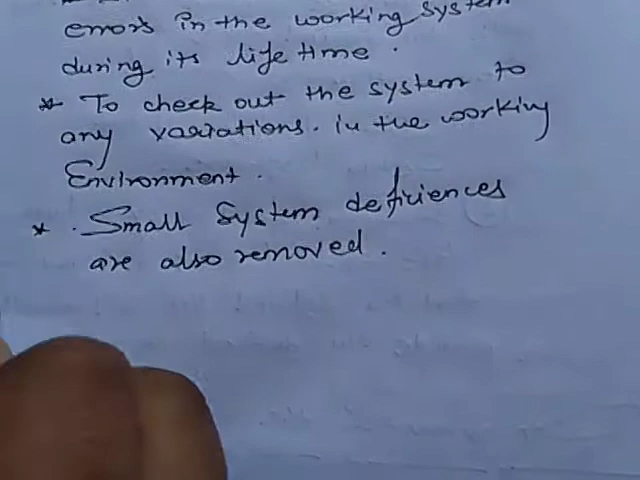 errors in the working system
during its life time.
* To check out the system to
any variations. in the working
Environment.
* . Small System deficiences
are also removed.